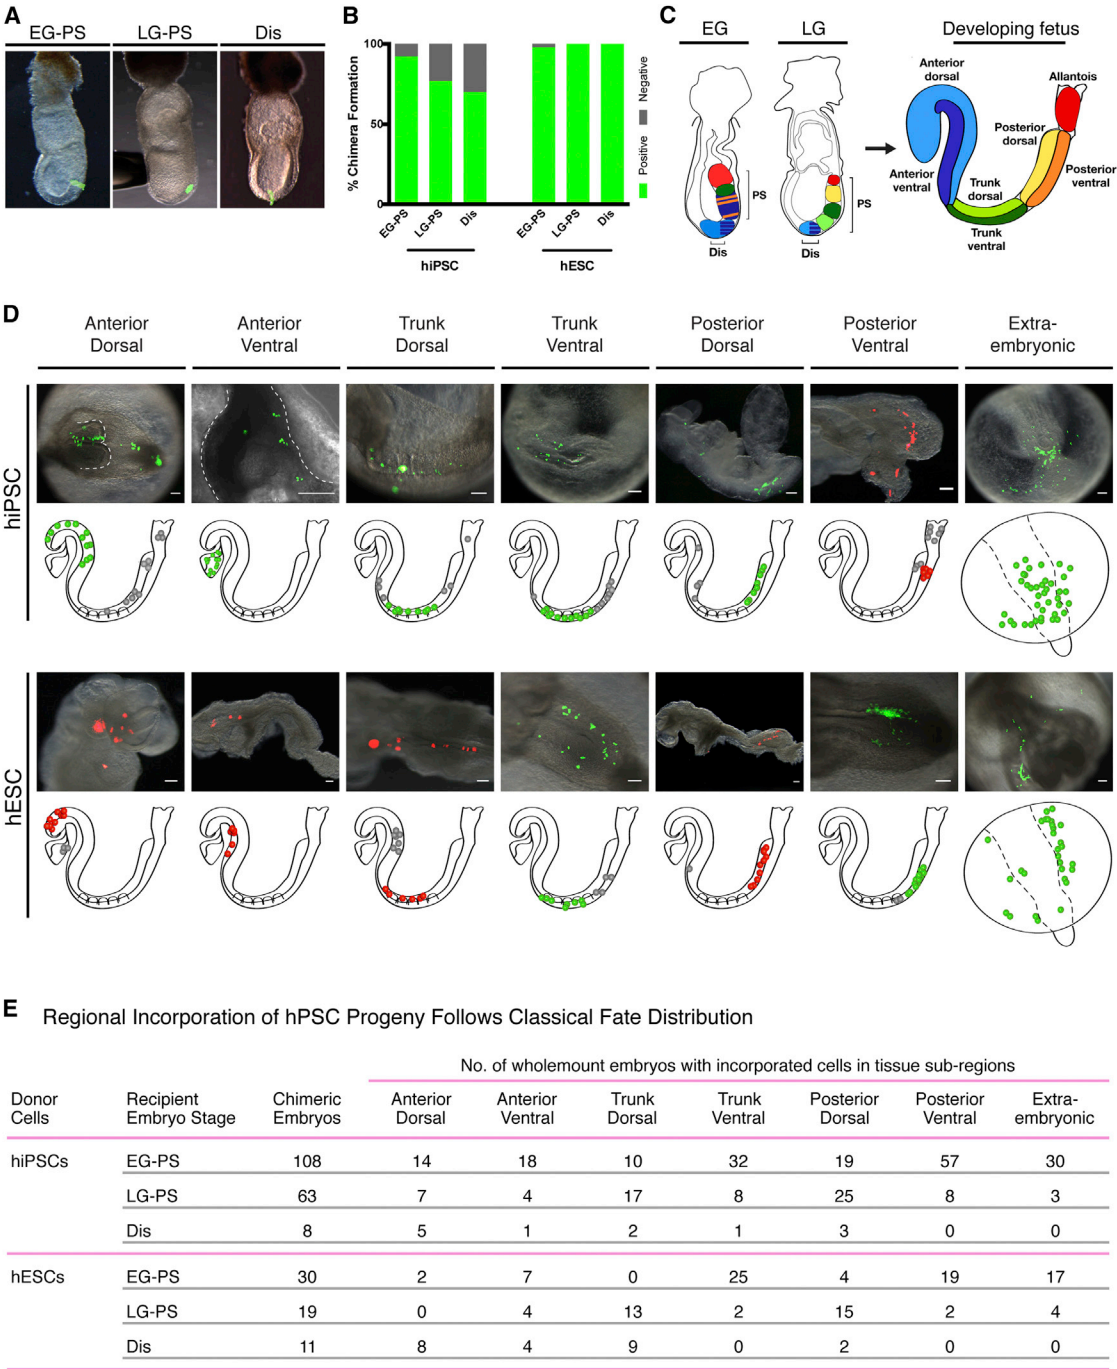 A
EG-PS LG-PS Dis
B
% Chimera Formation
100
50
0
EG-PS LG-PS Dis EG-PS LG-PS Dis
hiPSC hESC
Positive Negative
C
EG LG Developing fetus
Anterior
dorsal
Allantois
Posterior
dorsal
Anterior
ventral
Posterior
ventral
Trunk
dorsal
Trunk
ventral
PS PS
Dis Dis
D
Anterior
Dorsal
Anterior
Ventral
Trunk
Dorsal
Trunk
Ventral
Posterior
Dorsal
Posterior
Ventral
Extra-
embryonic
hiPSC
hESC
E Regional Incorporation of hPSC Progeny Follows Classical Fate Distribution
No. of wholemount embryos with incorporated cells in tissue sub-regions
Donor Recipient Chimeric Anterior Anterior Trunk Trunk Posterior Posterior Extra-
Cells Embryo Stage Embryos Dorsal Ventral Dorsal Ventral Dorsal Ventral embryonic
hiPSCs EG-PS 108 14 18 10 32 19 57 30
LG-PS 63 7 4 17 8 25 8 3
Dis 8 5 1 2 1 3 0 0
hESCs EG-PS 30 2 7 0 25 4 19 17
LG-PS 19 0 4 13 2 15 2 4
Dis 11 8 4 9 0 2 0 0